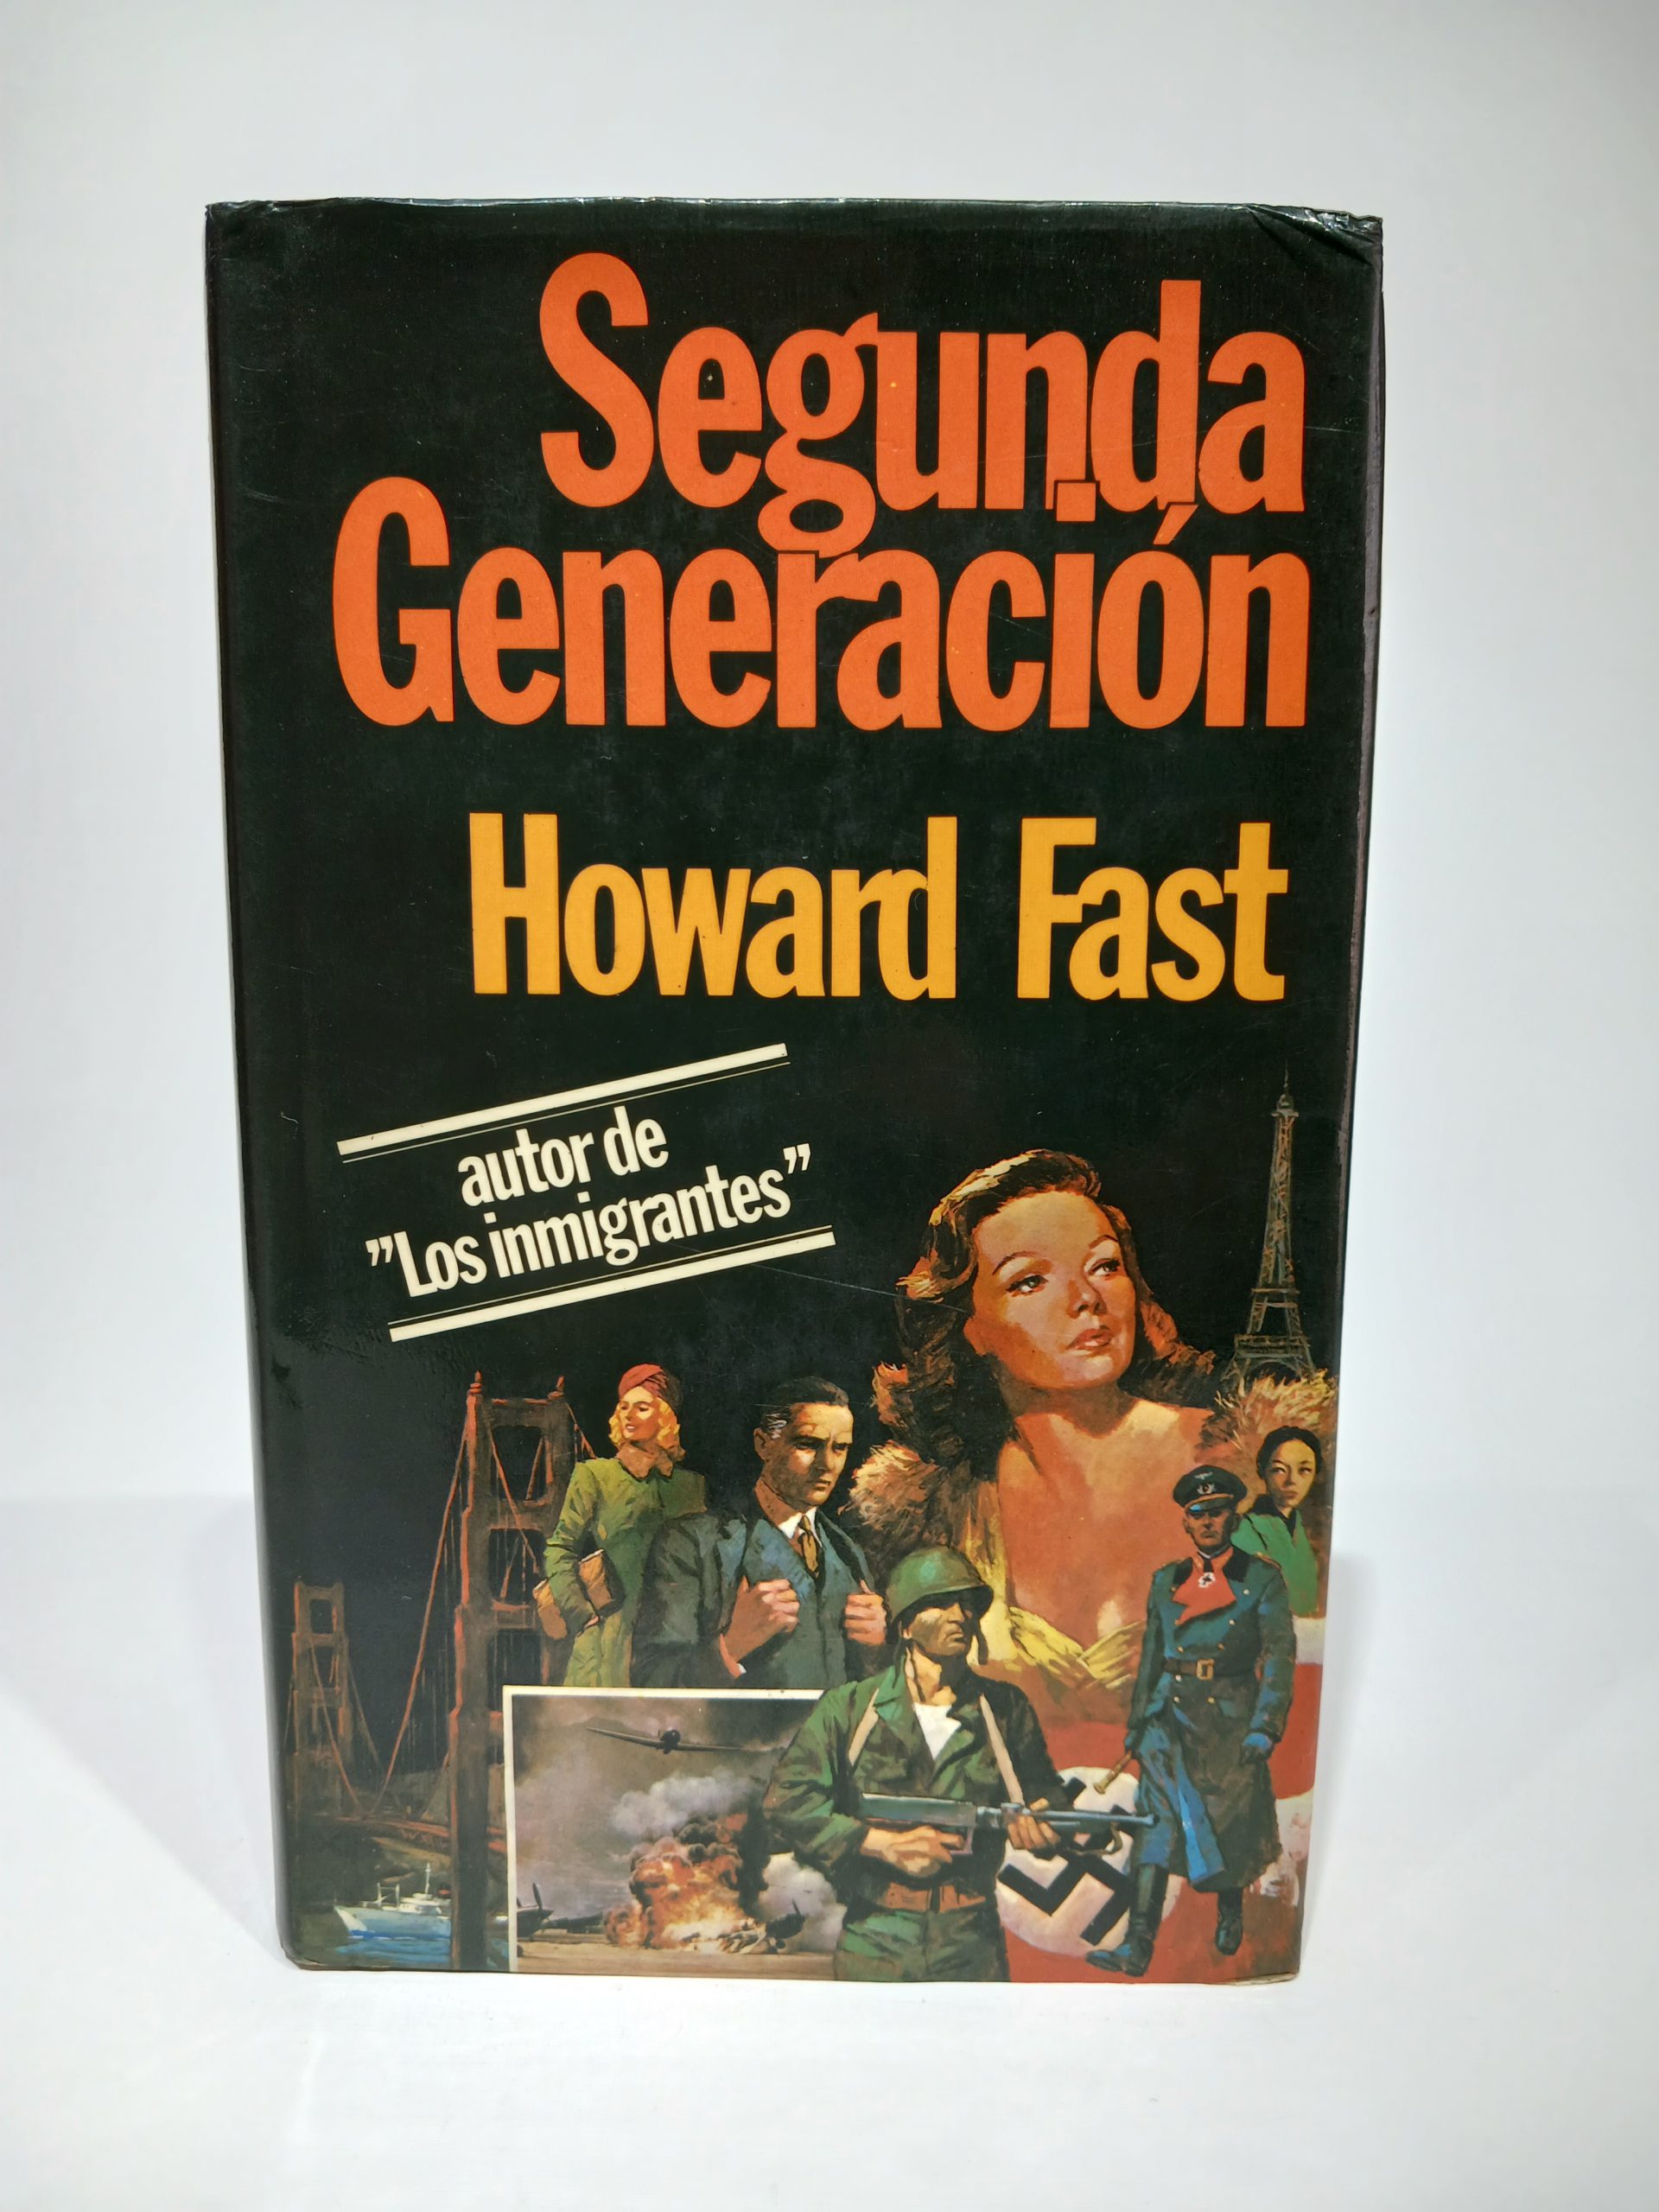 Segunda
Generación
Howard Fast
autor de
"Los inmigrantes"